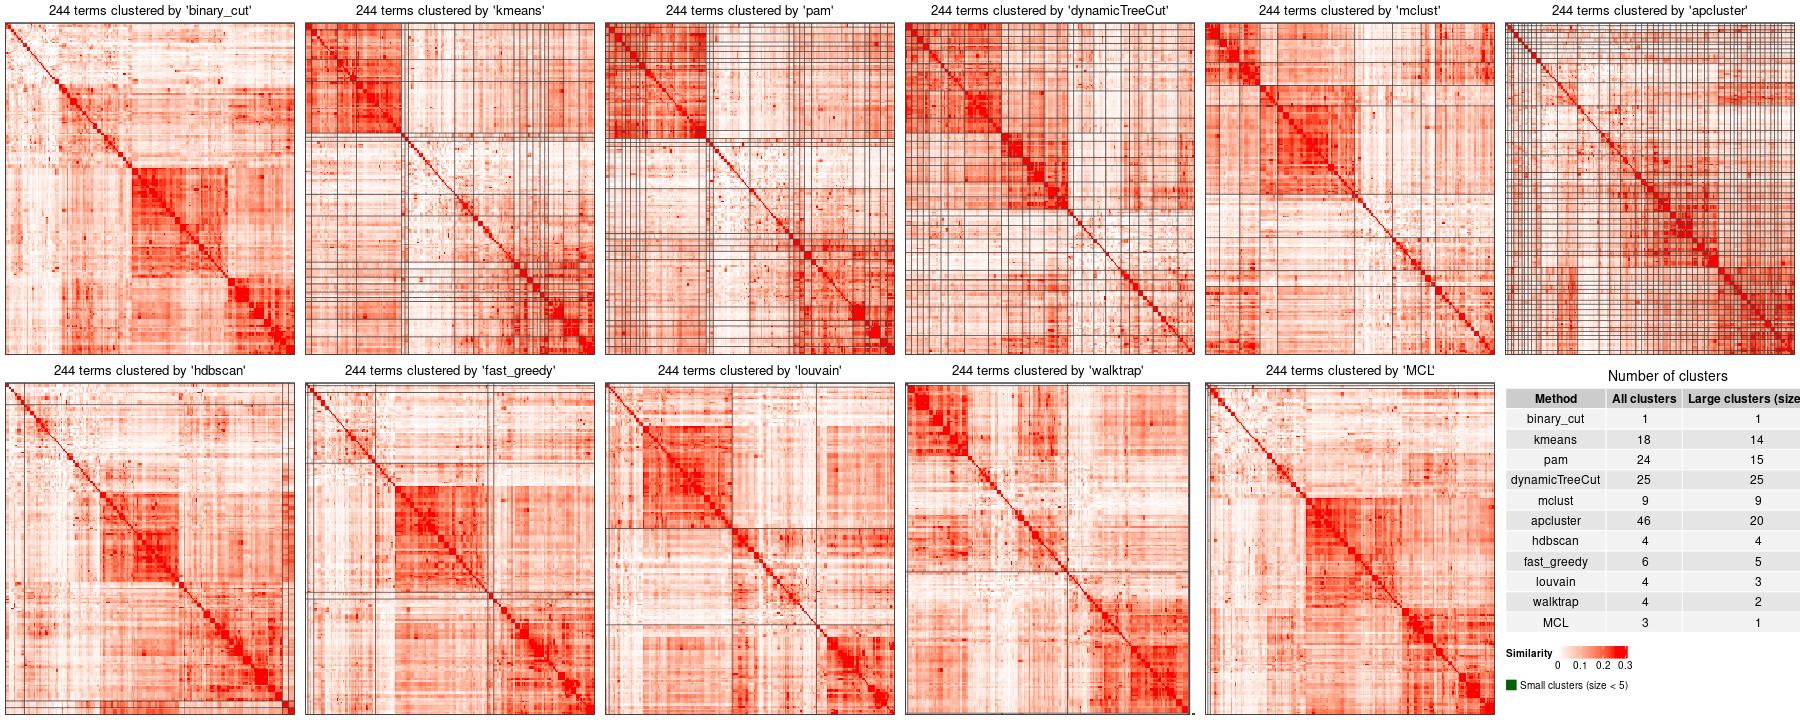 244 terms clustered by 'binary_cut'
244 terms clustered by 'kmeans'
244 terms clustered by 'pam'
244 terms clustered by 'dynamicTreeCut'
244 terms clustered by 'mclust'
244 terms clustered by 'apcluster'
244 terms clustered by 'hdbscan'
244 terms clustered by 'fast_greedy'
244 terms clustered by 'louvain'
244 terms clustered by 'walktrap'
244 terms clustered by 'MCL'
Number of clusters
Method All clusters Large clusters (size
binary_cut 1 1
kmeans 18 14
pam 24 15
dynamicTreeCut 25 25
mclust 9 9
apcluster 46 20
hdbscan 4 4
fast_greedy 6 5
louvain 4 3
walktrap 4 2
MCL 3 1
Similarity
0 0.1 0.2 0.3
Small clusters (size < 5)